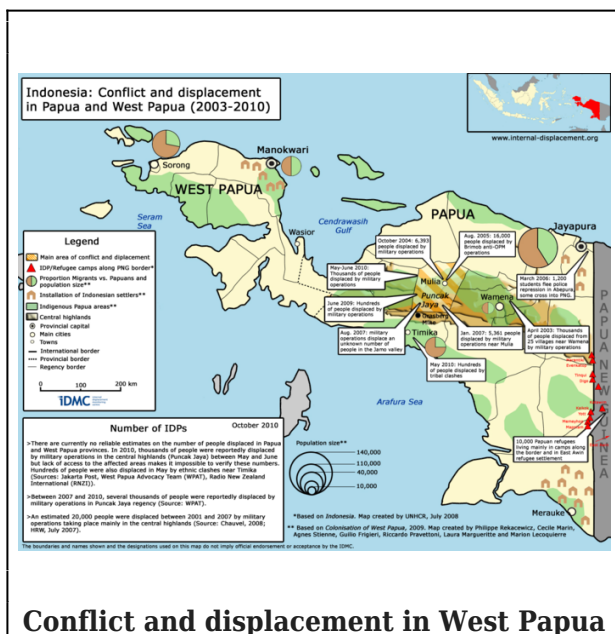 Indonesia: Conflict and displacement
in Papua and West Papua (2003-2010)
www.internal-displacement.org
Sorong
Manokwari
WEST PAPUA
Seram
Sea
Wasior
Cendrawasih
Gulf
PAPUA
Jayapura
October 2004: 6,393
people displaced by
military operations
Aug. 2005: 16,000
people displaced by
Brimob anti-OPM
operations
May-June 2010:
Thousands of people
displaced by military
operations
June 2009: Hundreds
of people displaced by
military operations
Aug. 2007: military
operations displace an
unknown number of
people in the Jamo valley
Mulia
Puncak
Jaya
Wamena
Timika
March 2006: 1,200
students flee police
repression in Abepura,
some cross into PNG.
April 2003: Thousands
of people displaced from
25 villages near Wamena
by military operations
Jan. 2007: 5,361 people
displaced by military
operations near Mulia
May 2010: Hundreds
of people displaced by
tribal clashes
Arafura Sea
PAPUA NEW GUINEA
10,000 Papuan refugees
living mainly in camps along
the border and in East Awin
refugee settlement
Merauke
Legend
Main area of conflict and displacement
IDP/Refugee camps along PNG border*
Proportion Migrants vs. Papuans and
population size**
Installation of Indonesian settlers**
Indigenous Papua areas**
Central highlands
Provincial capital
Main cities
Towns
International border
Provincial border
Regency border
0 100 200 km
iDMC
Number of IDPs October 2010
>There are currently no reliable estimates on the number of people displaced in Papua
and West Papua provinces. In 2010, thousands of people were reportedly displaced
by military operations in the central highlands (Puncak Jaya) between May and June
but lack of access to the affected areas makes it impossible to verify these numbers.
Hundreds of people were also displaced in May by ethnic clashes near Timika
(Sources: Jakarta Post, West Papua Advocacy Team (WPAT), Radio New Zealand
International (RNZI)).
>Between 2007 and 2010, several thousands of people were reportedly displaced by
military operations in Puncak Jaya regency (Source: WPAT).
>An estimated 20,000 people were displaced between 2001 and 2007 by military
operations taking place mainly in the central highlands (Source: Chauvel, 2008;
HRW, July 2007).
Population size**
140,000
110,000
40,000
10,000
*Based on Indonesia. Map created by UNHCR, July 2008
** Based on Colonisation of West Papua, 2009. Map created by Philippe Rekacewicz, Cecile Marin,
Agnes Stienne, Guilio Frigieri, Riccardo Pravettoni, Laura Margueritte and Marion Lecoquierre
The boundaries and names shown and the designations used on this map do not imply official endorsement or acceptance by the IDMC.
Conflict and displacement in West Papua